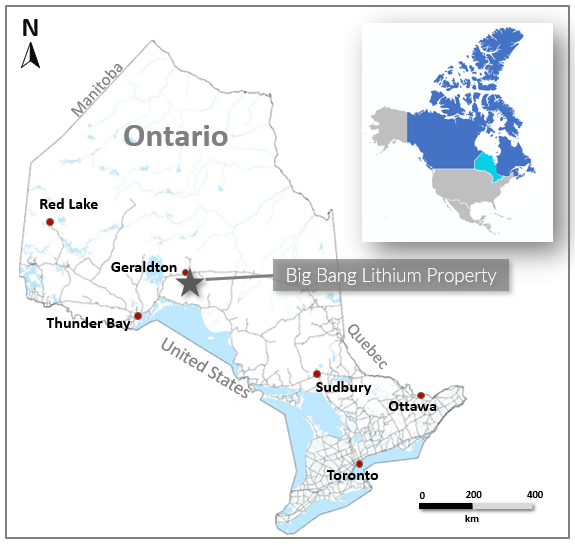 N
Manitoba
Ontario
Red Lake
Geraldton
Big Bang Lithium Property
Thunder Bay
United States
Quebec
Sudbury
Ottawa
Toronto
0 200 400
km